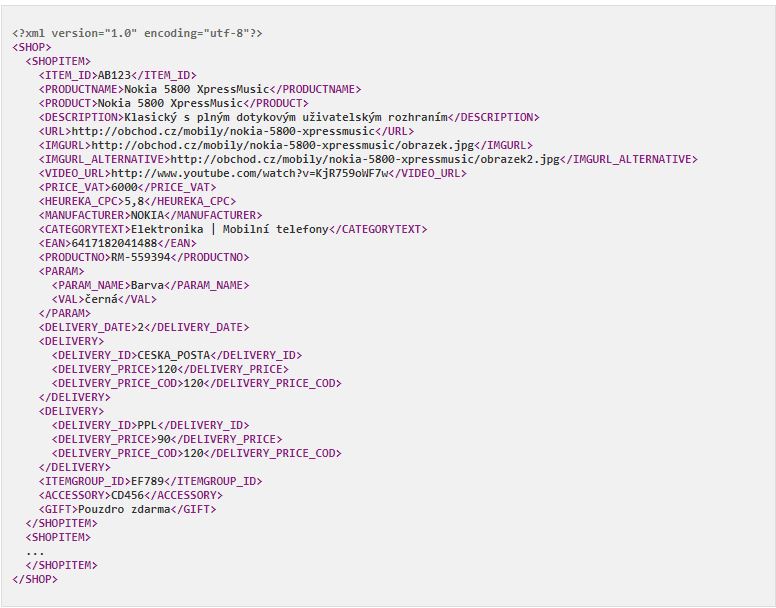 <?xml version="1.0" encoding="utf-8"?>
<SHOP>
<SHOPITEM>
<ITEM_ID>AB123</ITEM_ID>
<PRODUCTNAME>Nokia 5800 XpressMusic</PRODUCTNAME>
<PRODUCT>Nokia 5800 XpressMusic</PRODUCT>
<DESCRIPTION>Klasický s plným dotykovým uživatelským rozhraním</DESCRIPTION>
<URL>http://obchod.cz/mobily/nokia-5800-xpressmusic</URL>
<IMGURL>http://obchod.cz/mobily/nokia-5800-xpressmusic/obrazek.jpg</IMGURL>
<IMGURL_ALTERNATIVE>http://obchod.cz/mobily/nokia-5800-xpressmusic/obrazek2.jpg</IMGURL_ALTERNATIVE>
<VIDEO_URL>http://www.youtube.com/watch?v=KjR759oWF7w</VIDEO_URL>
<PRICE_VAT>6000</PRICE_VAT>
<HEUREKA_CPC>5,8</HEUREKA_CPC>
<MANUFACTURER>NOKIA</MANUFACTURER>
<CATEGORYTEXT>Elektronika | Mobilní telefony</CATEGORYTEXT>
<EAN>6417182041488</EAN>
<PRODUCTNO>RM-559394</PRODUCTNO>
<PARAM>
<PARAM_NAME>Barva</PARAM_NAME>
<VAL>černá</VAL>
</PARAM>
<DELIVERY_DATE>2</DELIVERY_DATE>
<DELIVERY>
<DELIVERY_ID>CESKA_POSTA</DELIVERY_ID>
<DELIVERY_PRICE>120</DELIVERY_PRICE>
<DELIVERY_PRICE_COD>120</DELIVERY_PRICE_COD>
</DELIVERY>
<DELIVERY>
<DELIVERY_ID>PPL</DELIVERY_ID>
<DELIVERY_PRICE>90</DELIVERY_PRICE>
<DELIVERY_PRICE_COD>120</DELIVERY_PRICE_COD>
</DELIVERY>
<ITEMGROUP_ID>EF789</ITEMGROUP_ID>
<ACCESSORY>CD456</ACCESSORY>
<GIFT>Pouzdro zdarma</GIFT>
</SHOPITEM>
<SHOPITEM>
...
</SHOPITEM>
</SHOP>